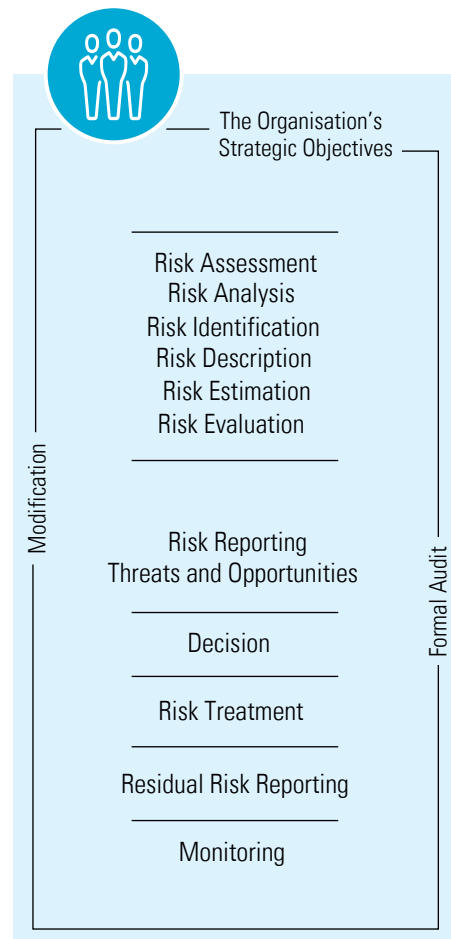 The Organisation’s
Strategic Objectives
Risk Assessment
Risk Analysis
Risk Identification
Risk Description
Risk Estimation
Risk Evaluation
Modification
Risk Reporting
Threats and Opportunities
Formal Audit
Decision
Risk Treatment
Residual Risk Reporting
Monitoring